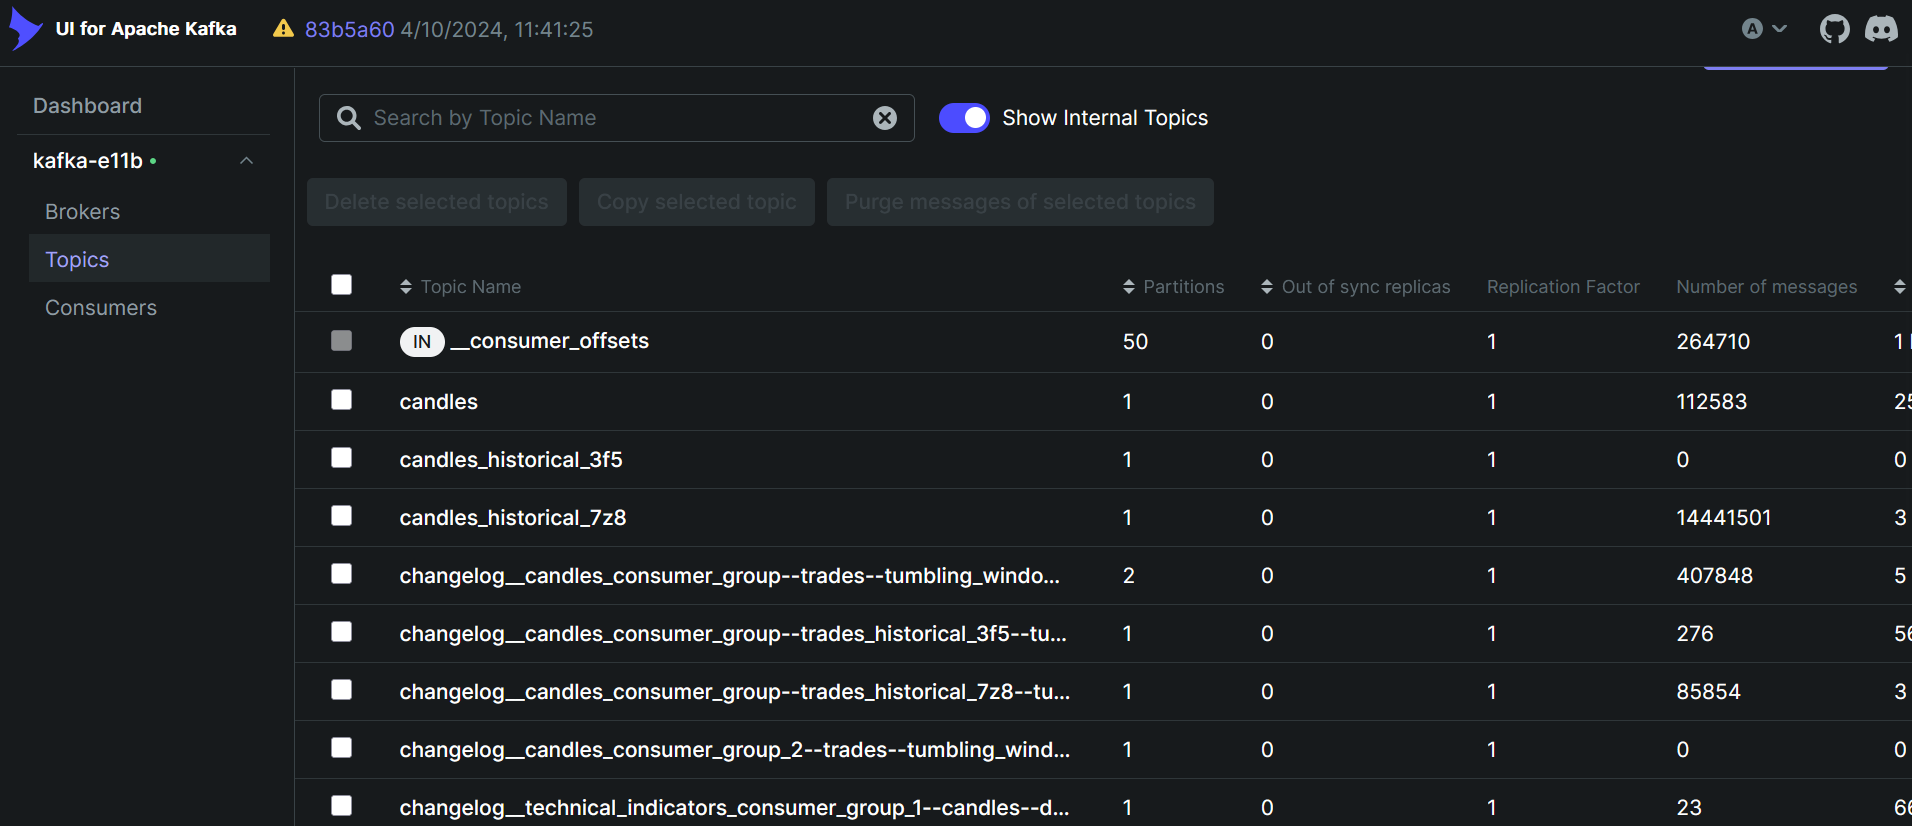 UI for Apache Kafka 83b5a60 4/10/2024, 11:41:25 A
Dashboard
kafka-e11b
Brokers
Topics
Consumers
Search by Topic Name Show Internal Topics
Delete selected topics Copy selected topic Purge messages of selected topics
Topic Name Partitions Out of sync replicas Replication Factor Number of messages
IN __consumer_offsets 50 0 1 264710 1
candles 1 0 1 112583 25
candles_historical_3f5 1 0 1 0 0
candles_historical_7z8 1 0 1 14441501 3
changelog__candles_consumer_group--trades--tumbling_windo... 2 0 1 407848 5
changelog__candles_consumer_group--trades_historical_3f5--tu... 1 0 1 276 56
changelog__candles_consumer_group--trades_historical_7z8--tu... 1 0 1 85854 3
changelog__candles_consumer_group_2--trades--tumbling_wind... 1 0 1 0 0
changelog__technical_indicators_consumer_group_1--candles--d... 1 0 1 23 66